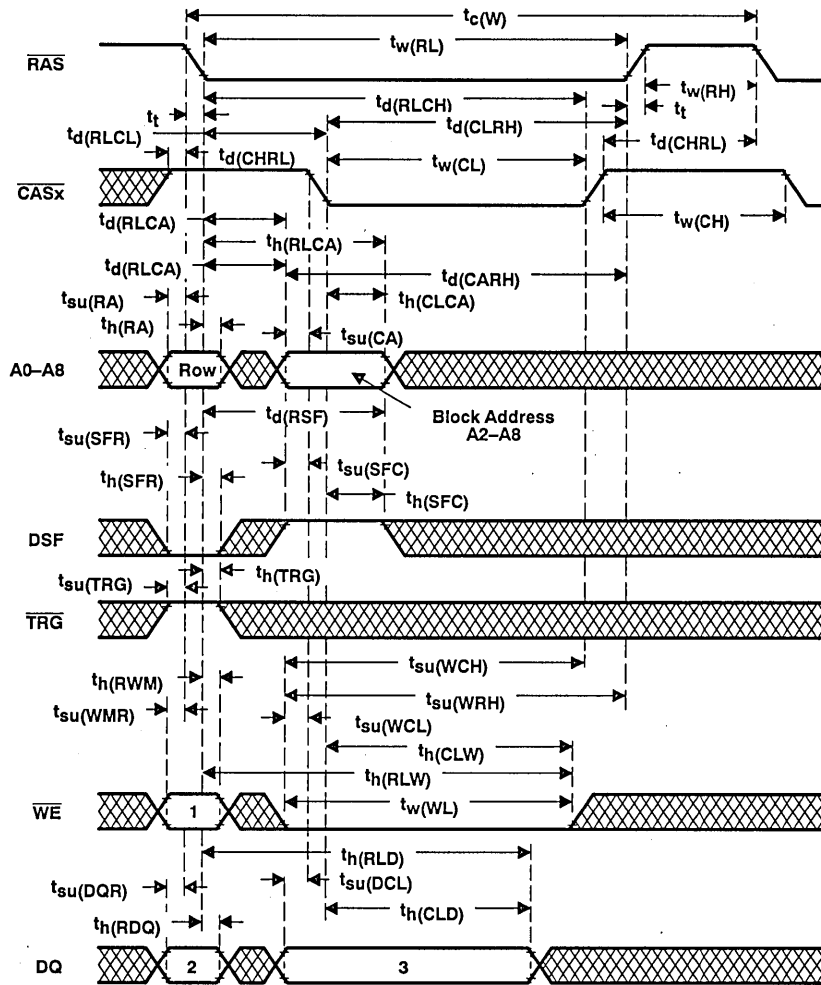 tc(W)
tw(RL)
RAS
tw(RH)
td(RLCH)
tt
tt
td(RLCL)
td(CLRH)
td(CHRL)
td(CHRL)
tw(CL)
CASx
tw(CH)
td(RLCA)
th(RLCA)
td(RLCA)
td(CARH)
tsu(RA)
th(CLCA)
th(RA)
tsu(CA)
A0–A8
Row
td(RSF)
Block Address
A2–A8
tsu(SFR)
tsu(SFC)
th(SFR)
th(SFC)
DSF
th(TRG)
tsu(TRG)
TRG
tsu(WCH)
th(RWM)
tsu(WRH)
tsu(WMR)
tsu(WCL)
th(CLW)
th(RLW)
WE
1
tw(WL)
th(RLD)
tsu(DQR)
tsu(DCL)
th(RDQ)
th(CLD)
DQ
2
3